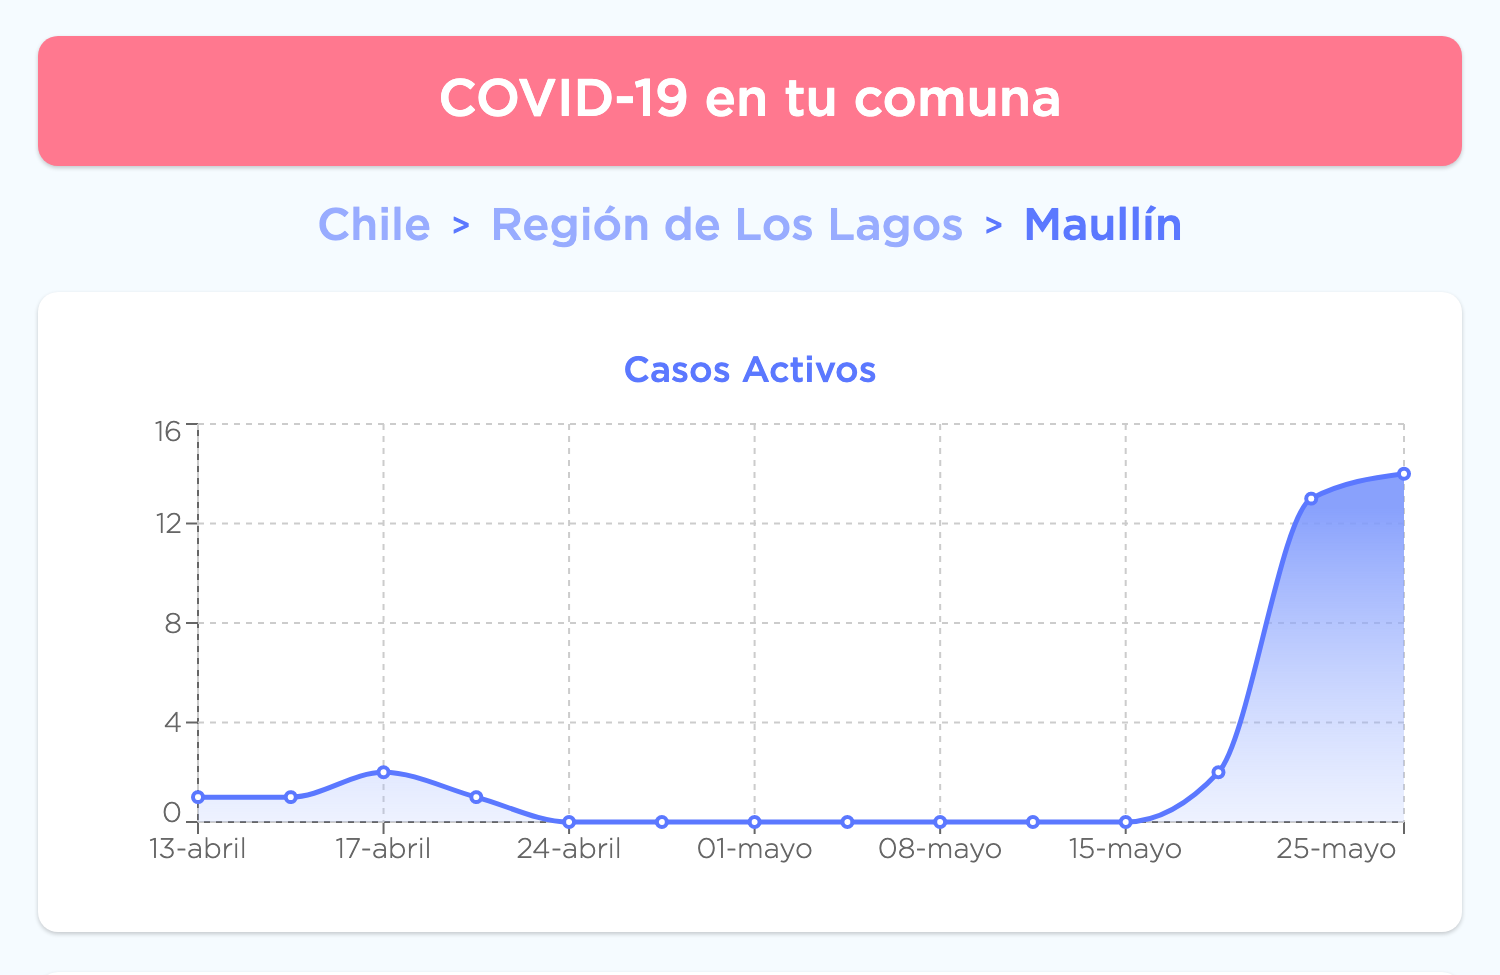 COVID-19 en tu comuna
Chile > Región de Los Lagos > Maullín
Casos Activos
16
12
8
4
0
13-abril 17-abril 24-abril 01-mayo 08-mayo 15-mayo 25-mayo